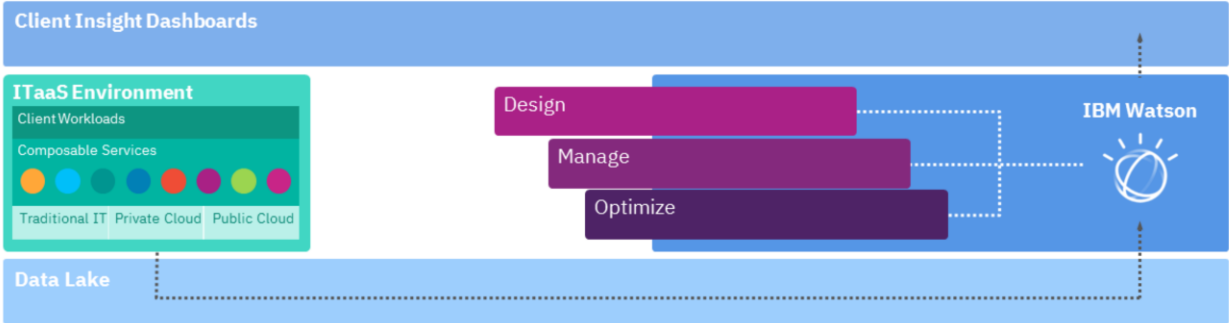 Client Insight Dashboards
ITaaS Environment
Client Workloads
Composable Services
Traditional IT
Private Cloud
Public Cloud
Design
Manage
Optimize
IBM Watson
Data Lake